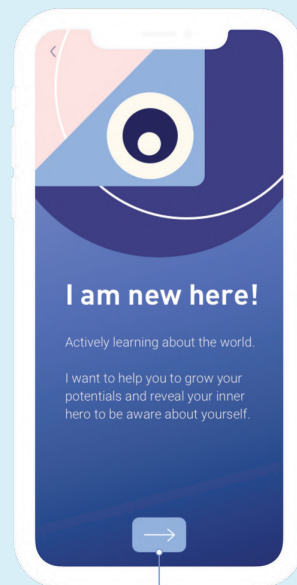 I am new here!
Actively learning about the world.
I want to help you to grow your
potentials and reveal your inner
hero to be aware about yourself.